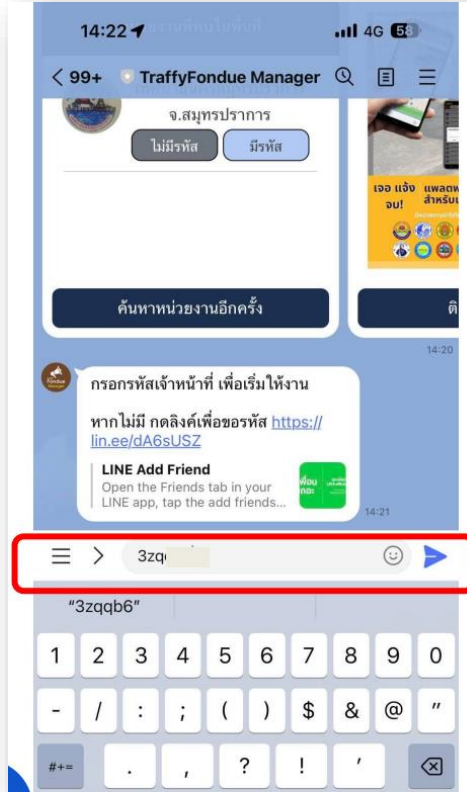 14:22
4G 58
99+ TraffyFondue Manager
จ.สมุทรปราการ
ไม่มีรหัส มีรหัส
เจอ แจ้ง
จบ!
ค้นหาหน่วยงานอีกครั้ง
14:20
กรอกรหัสเจ้าหน้าที่ เพื่อเริ่มให้งาน
หากไม่มี กดลิงค์เพื่อขอรหัส https://
lin.ee/dA6sUSZ
LINE Add Friend
Open the Friends tab in your
LINE app, tap the add friends...
14:21
3zq
"3zqqb6"
1 2 3 4 5 6 7 8 9 0
- / : ; ( ) $ & @ "
#+= . , ? ! '